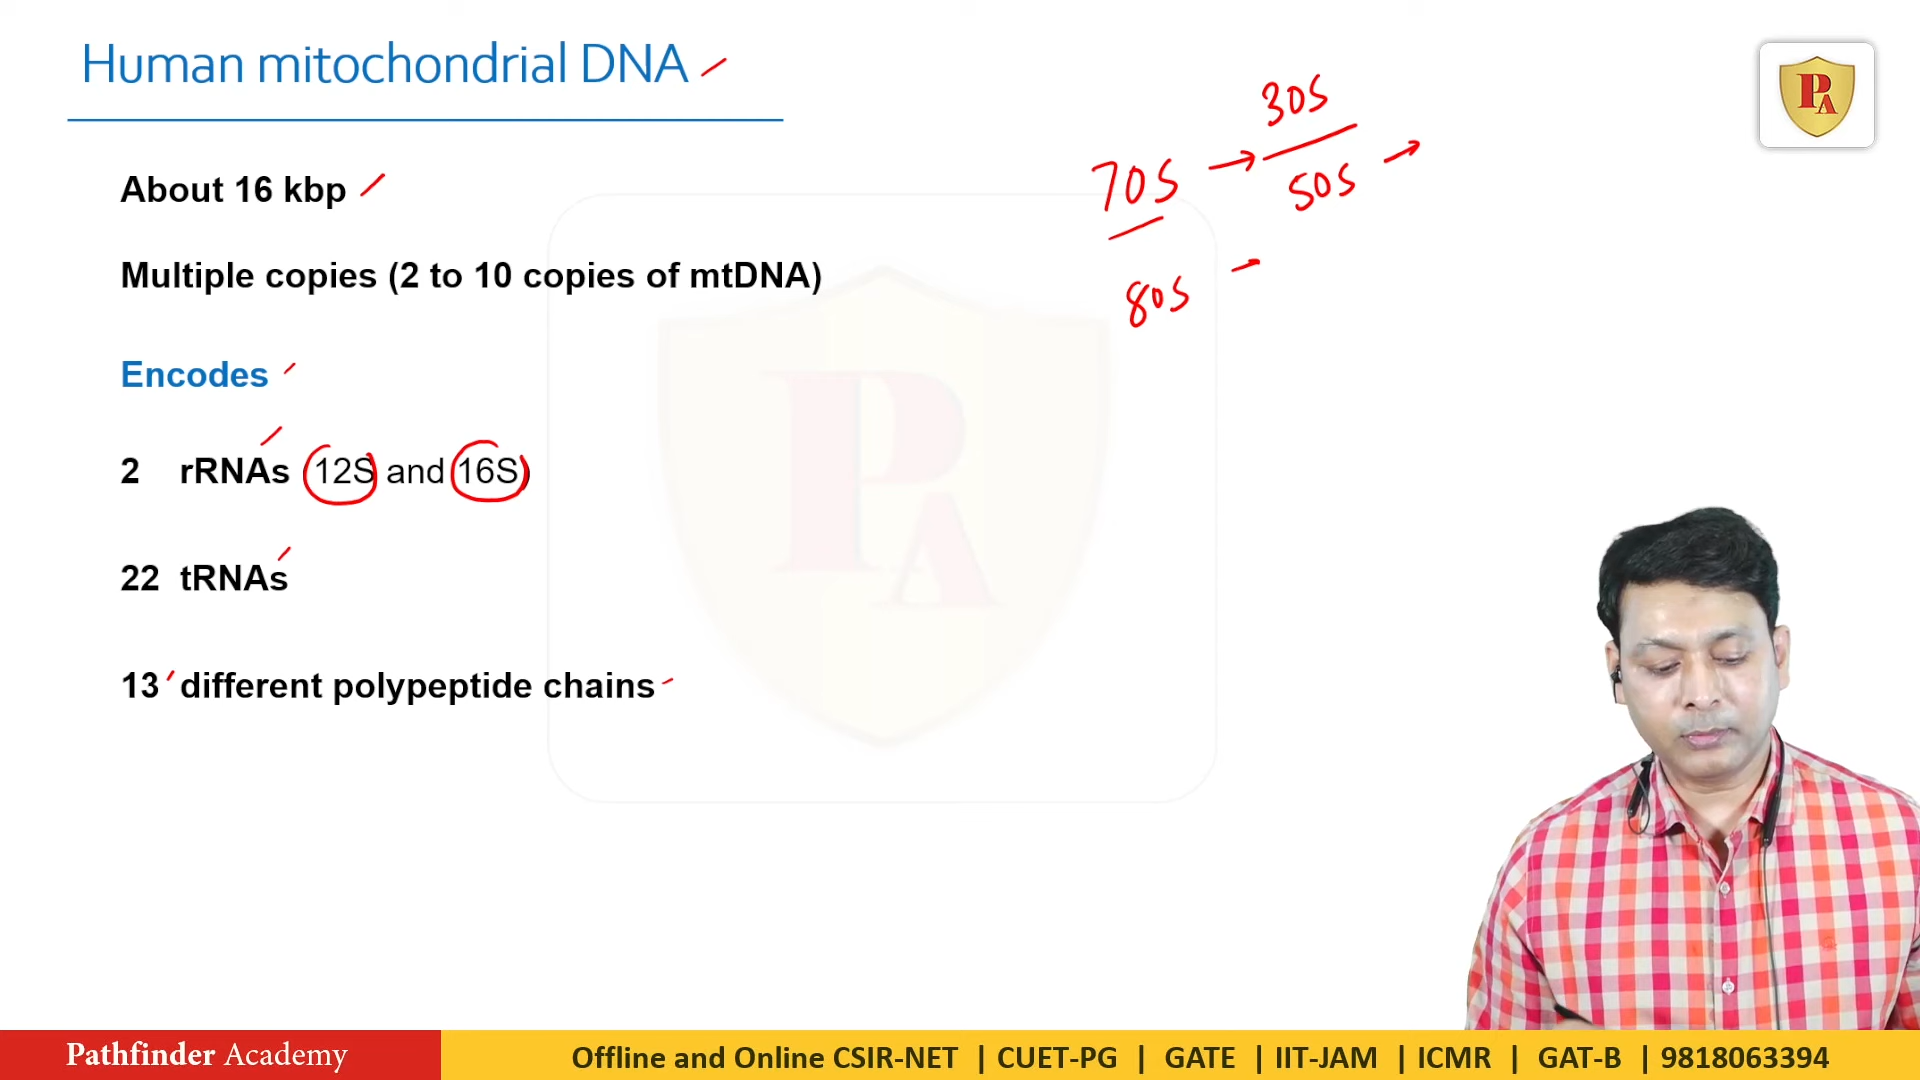 Human mitochondrial DNA
About 16 kbp
Multiple copies (2 to 10 copies of mtDNA)
Encodes
2 rRNAs (12S and 16S)
22 tRNAs
13 different polypeptide chains
70S → 30S
50S →
80S -
PA
PA
Pathfinder Academy
Offline and Online CSIR-NET | CUET-PG | GATE | IIT-JAM | ICMR | GAT-B | 9818063394